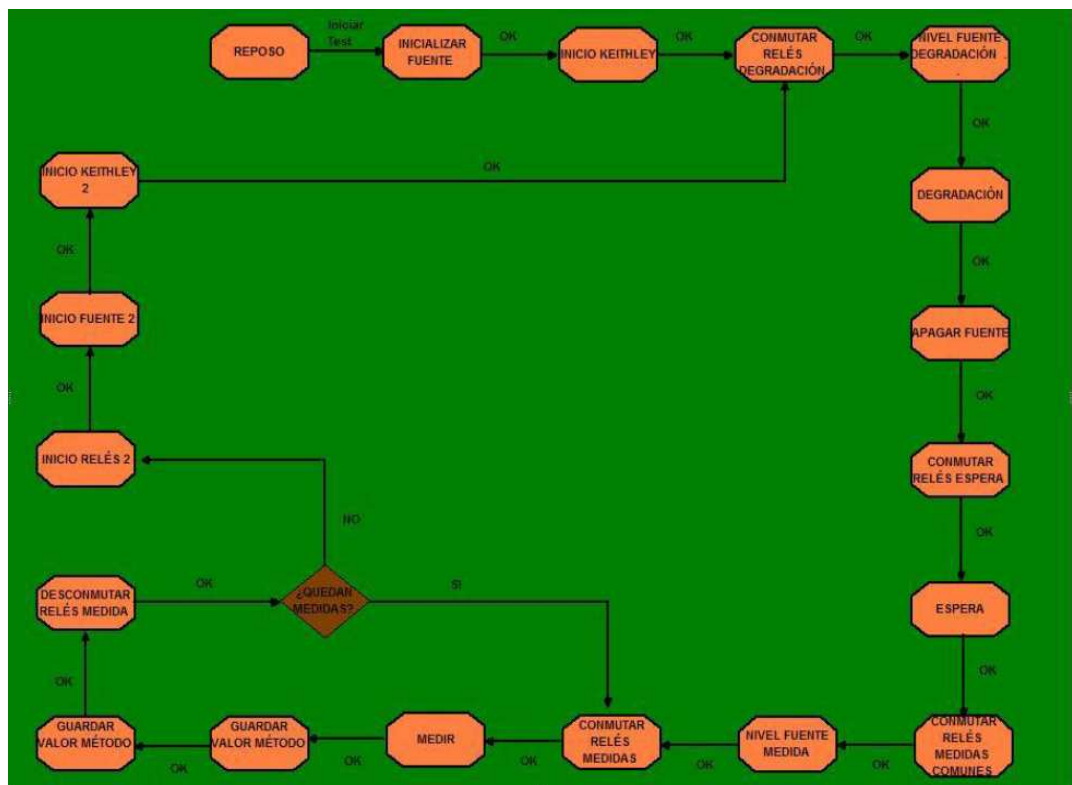 REPOSO
Iniciar
Test
INICIALIZAR
FUENTE
OK
INICIO KEITHLEY
OK
CONMUTAR
RELÉS
DEGRADACIÓN
OK
NIVEL FUENTE
DEGRADACIÓN .
.
OK
DEGRADACIÓN
OK
APAGAR FUENTE
OK
CONMUTAR
RELÉS ESPERA
OK
ESPERA
OK
CONMUTAR
RELÉS
MEDIDAS
COMUNES
OK
NIVEL FUENTE
MEDIDA
OK
CONMUTAR
RELÉS
MEDIDAS
OK
MEDIR
OK
GUARDAR
VALOR MÉTODO
OK
GUARDAR
VALOR MÉTODO
OK
DESCONMUTAR
RELÉS MEDIDA
OK
¿QUEDAN
MEDIDAS?
SI
NO
INICIO RELÉS 2
OK
INICIO FUENTE 2
OK
INICIO KEITHLEY
2
OK